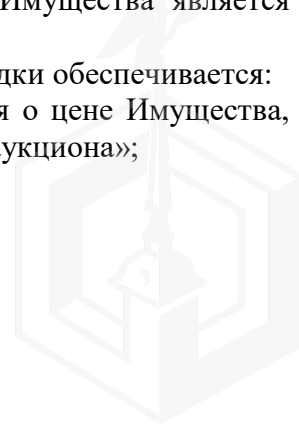 Имущества является
дки обеспечивается:
я о цене Имущества,
укциона»;